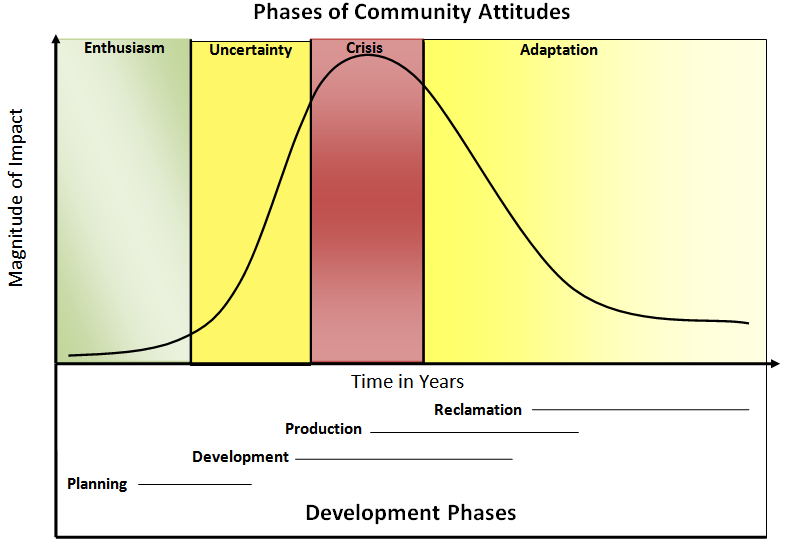 Phases of Community Attitudes
Enthusiasm
Uncertainty
Crisis
Adaptation
Magnitude of Impact
Time in Years
Reclamation
Production
Development
Planning
Development Phases